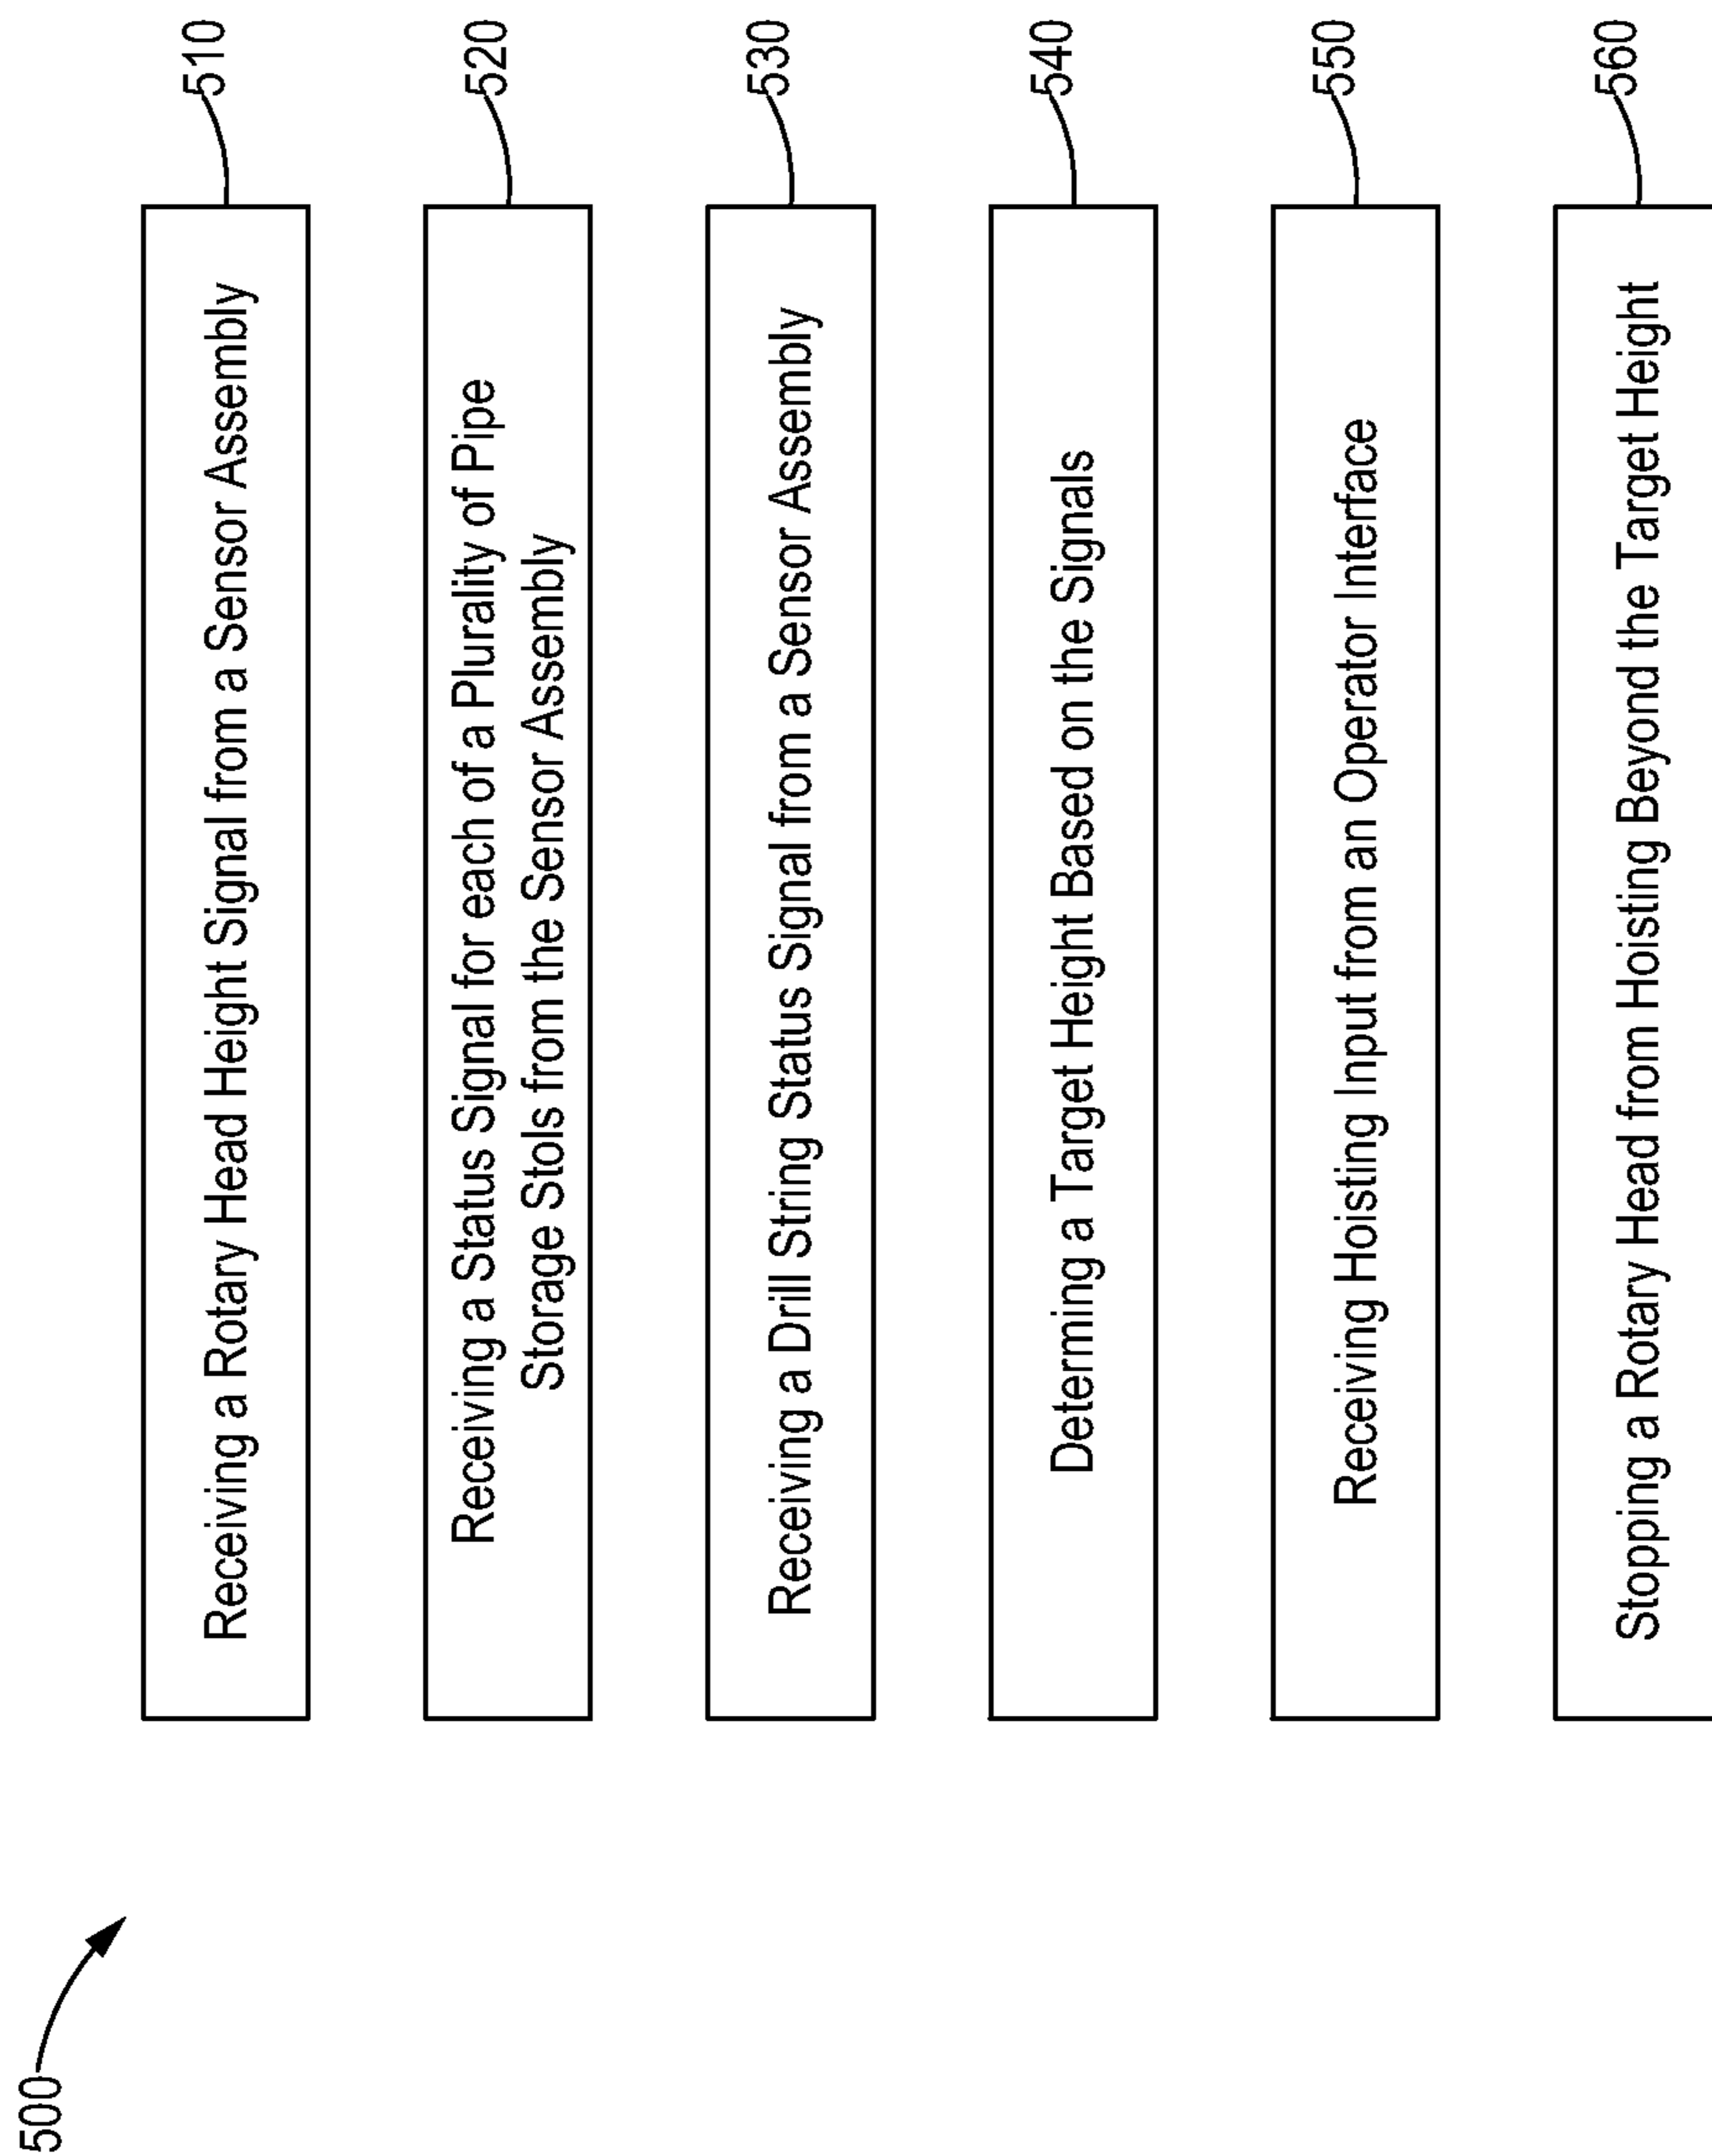 500
Receiving a Rotary Head Height Signal from a Sensor Assembly
510
Receiving a Status Signal for each of a Plurality of Pipe
Storage Stols from the Sensor Assembly
520
Receiving a Drill String Status Signal from a Sensor Assembly
530
Determing a Target Height Based on the Signals
540
Receiving Hoisting Input from an Operator Interface
550
Stopping a Rotary Head from Hoisting Beyond the Target Height
560